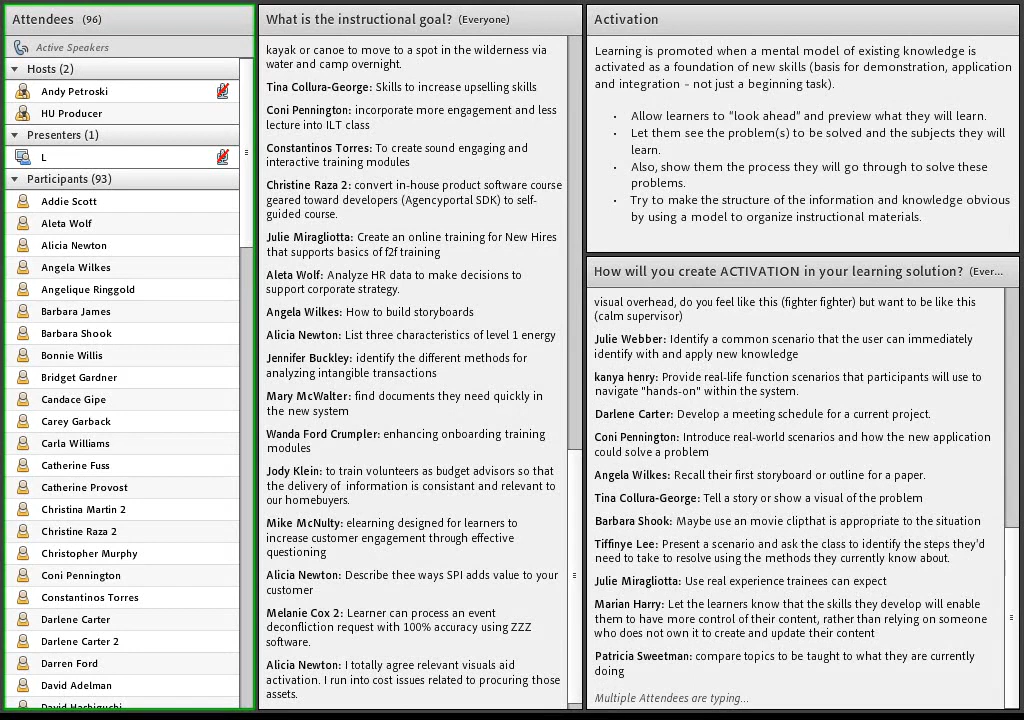 Attendees (96)
Active Speakers
Hosts (2)
Andy Petroski
HU Producer
Presenters (1)
L
Participants (93)
Addie Scott
Aleta Wolf
Alicia Newton
Angela Wilkes
Angelique Ringgold
Barbara James
Barbara Shook
Bonnie Willis
Bridget Gardner
Candace Gipe
Carey Garback
Carla Williams
Catherine Fuss
Catherine Provost
Christina Martin 2
Christine Raza 2
Christopher Murphy
Coni Pennington
Constantinos Torres
Darlene Carter
Darlene Carter 2
Darren Ford
David Adelman
David Hachiguchi
What is the instructional goal? (Everyone)
kayak or canoe to move to a spot in the wilderness via
water and camp overnight.
Tina Collura-George: Skills to increase upselling skills
Coni Pennington: incorporate more engagement and less
lecture into ILT class
Constantinos Torres: To create sound engaging and
interactive training modules
Christine Raza 2: convert in-house product software course
geared toward developers (Agencyportal SDK) to self-
guided course.
Julie Miragliotta: Create an online training for New Hires
that supports basics of f2f training
Aleta Wolf: Analyze HR data to make decisions to
support corporate strategy.
Angela Wilkes: How to build storyboards
Alicia Newton: List three characteristics of level 1 energy
Jennifer Buckley: identify the different methods for
analyzing intangible transactions
Mary McWalter: find documents they need quickly in
the new system
Wanda Ford Crumpler: enhancing onboarding training
modules
Jody Klein: to train volunteers as budget advisors so that
the delivery of information is consistant and relevant to
our homebuyers.
Mike McNulty: elearning designed for learners to
increase customer engagement through effective
questioning
Alicia Newton: Describe thee ways SPI adds value to your
customer
Melanie Cox 2: Learner can process an event
deconfliction request with 100% accuracy using ZZZ
software.
Alicia Newton: I totally agree relevant visuals aid
activation. I run into cost issues related to procuring those
assets.
Activation
Learning is promoted when a mental model of existing knowledge is
activated as a foundation of new skills (basis for demonstration, application
and integration - not just a beginning task).
• Allow learners to "look ahead" and preview what they will learn.
• Let them see the problem(s) to be solved and the subjects they will
learn.
• Also, show them the process they will go through to solve these
problems.
• Try to make the structure of the information and knowledge obvious
by using a model to organize instructional materials.
How will you create ACTIVATION in your learning solution? (Ever...
visual overhead, do you feel like this (fighter fighter) but want to be like this
(calm supervisor)
Julie Webber: Identify a common scenario that the user can immediately
identify with and apply new knowledge
kanya henry: Provide real-life function scenarios that participants will use to
navigate "hands-on" within the system.
Darlene Carter: Develop a meeting schedule for a current project.
Coni Pennington: Introduce real-world scenarios and how the new application
could solve a problem
Angela Wilkes: Recall their first storyboard or outline for a paper.
Tina Collura-George: Tell a story or show a visual of the problem
Barbara Shook: Maybe use an movie clipthat is appropriate to the situation
Tiffinye Lee: Present a scenario and ask the class to identify the steps they'd
need to take to resolve using the methods they currently know about.
Julie Miragliotta: Use real experience trainees can expect
Marian Harry: Let the learners know that the skills they develop will enable
them to have more control of their content, rather than relying on someone
who does not own it to create and update their content
Patricia Sweetman: compare topics to be taught to what they are currently
doing
Multiple Attendees are typing...